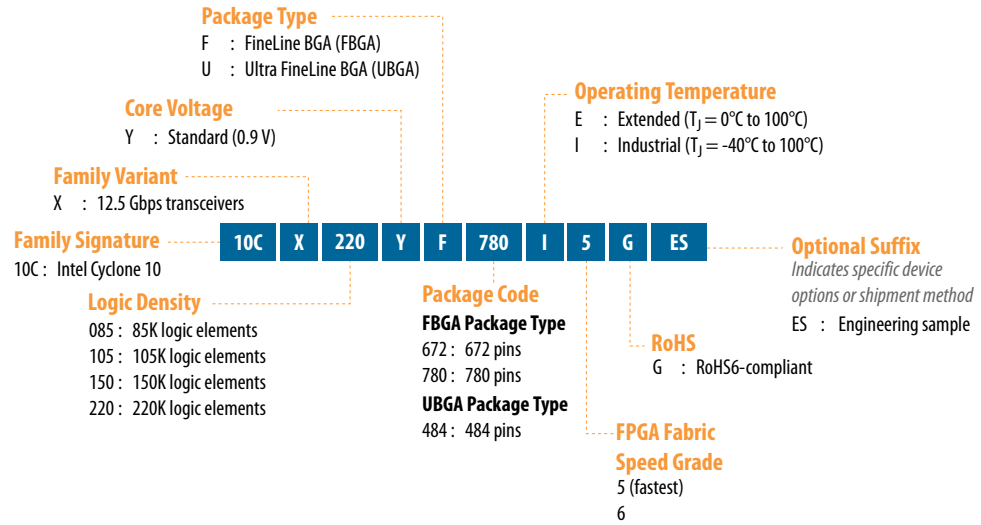 Package Type
F : FineLine BGA (FBGA)
U : Ultra FineLine BGA (UBGA)
Operating Temperature
E : Extended (TJ = 0°C to 100°C)
I : Industrial (TJ = -40°C to 100°C)
Core Voltage
Y : Standard (0.9 V)
Family Variant
X : 12.5 Gbps transceivers
Family Signature
10C : Intel Cyclone 10
10C X 220 Y F 780 I 5 G ES
Optional Suffix
Indicates specific device
options or shipment method
ES : Engineering sample
Logic Density
085 : 85K logic elements
105 : 105K logic elements
150 : 150K logic elements
220 : 220K logic elements
Package Code
FBGA Package Type
672 : 672 pins
780 : 780 pins
UBGA Package Type
484 : 484 pins
RoHS
G : RoHS6-compliant
FPGA Fabric
Speed Grade
5 (fastest)
6